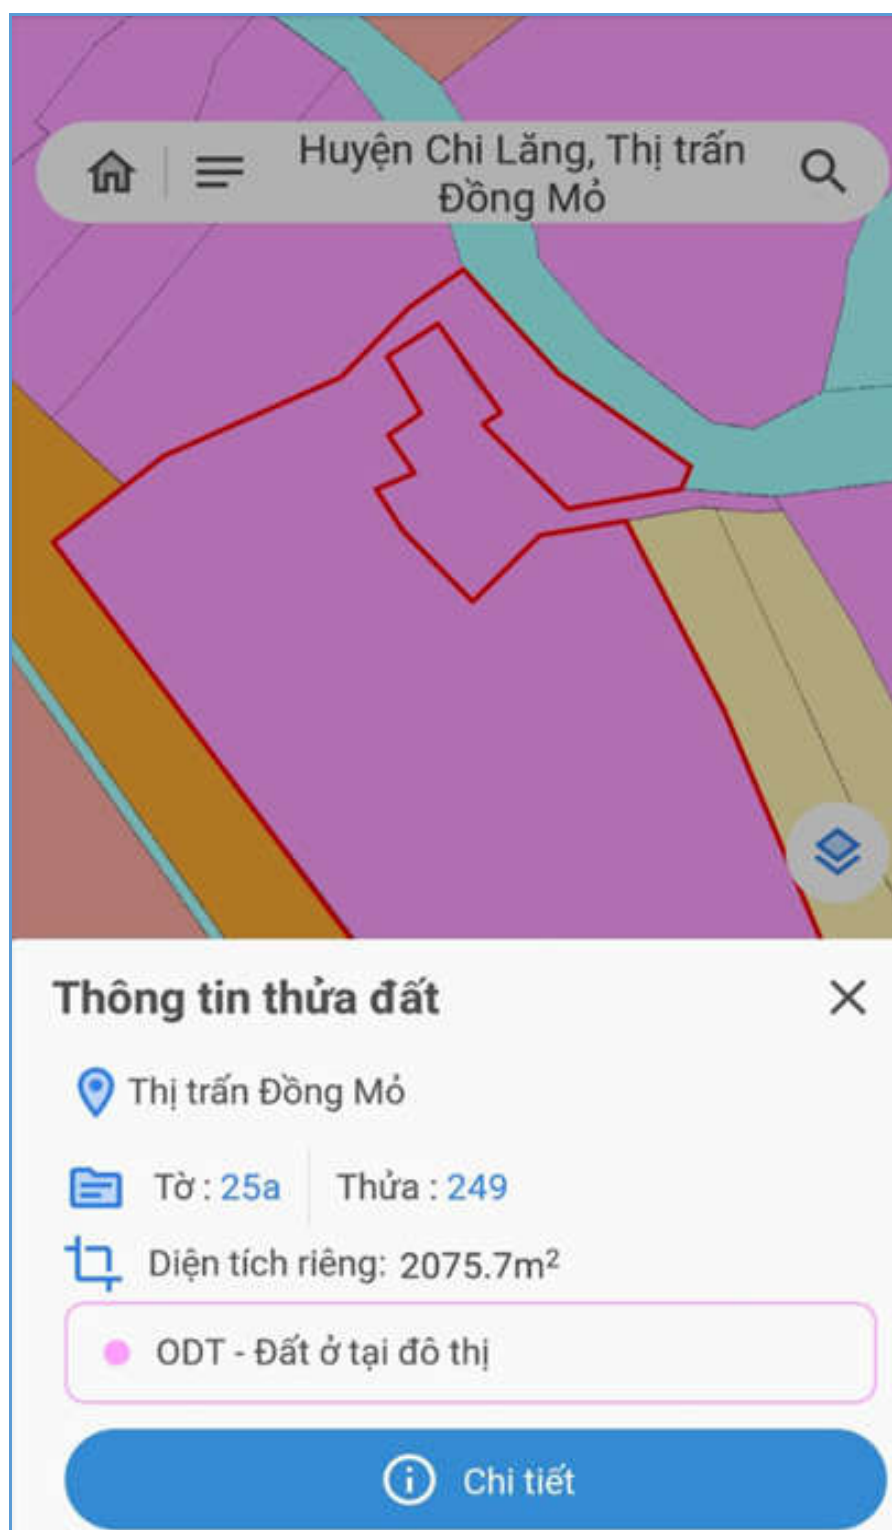 Huyện Chi Lăng, Thị trấn
Đồng Mỏ
Thông tin thửa đất
Thị trấn Đồng Mỏ
Tờ : 25a Thửa : 249
Diện tích riêng: 2075.7m²
ODT - Đất ở tại đô thị
Chi tiết